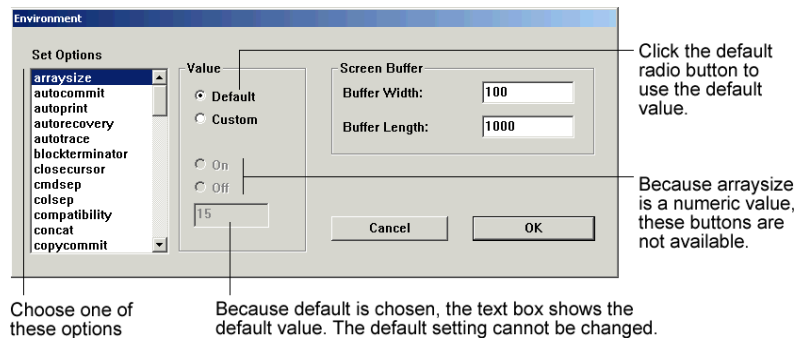 Environment
Set Options
arraysize
autocommit
autoprint
autorecovery
autotrace
blockterminator
closecursor
cmdsep
colsep
compatibility
concat
copycommit
Value
Default
Custom
On
Off
15
Screen Buffer
Buffer Width:
100
Buffer Length:
1000
Cancel
OK
Click the default
radio button to
use the default
value.
Because arraysize
is a numeric value,
these buttons are
not available.
Choose one of
these options
Because default is chosen, the text box shows the
default value. The default setting cannot be changed.